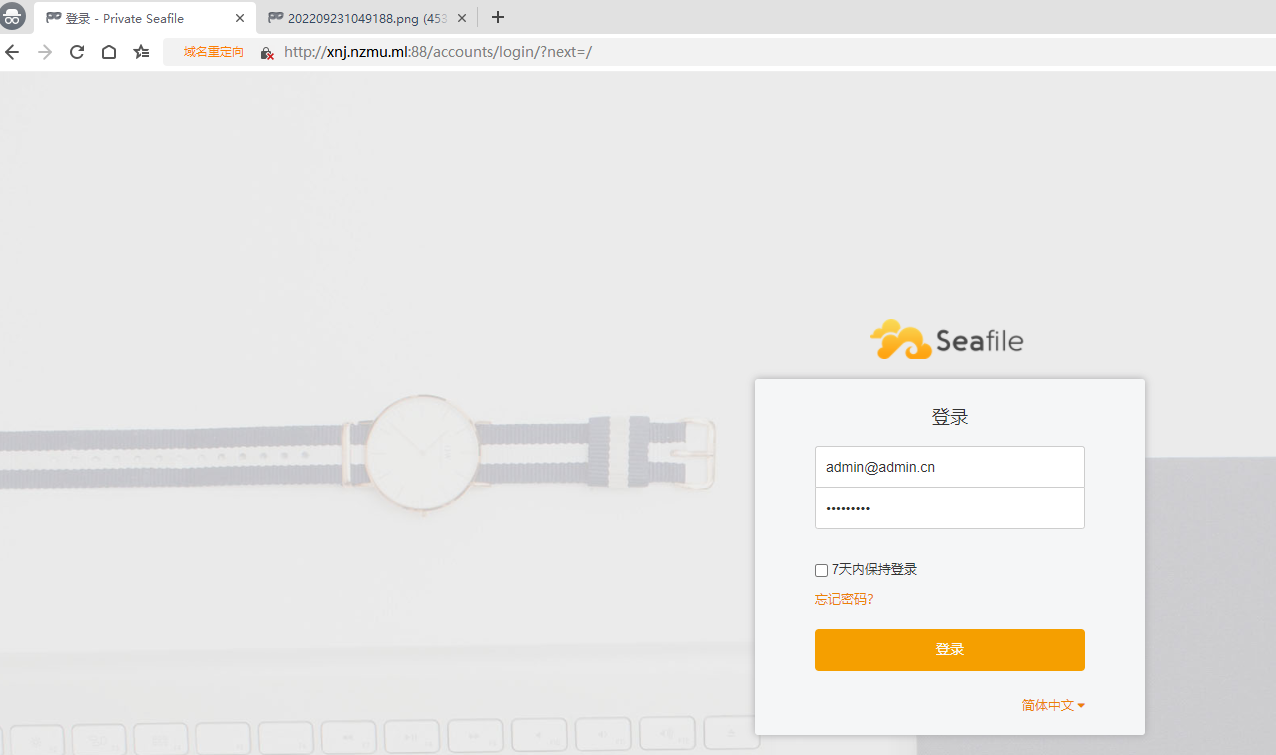 登录 - Private Seafile
202209231049188.png (453
域名重定向
http://xnj.nzmu.ml:88/accounts/login/?next=/
Seafile
登录
admin@admin.cn
•••••••••
7天内保持登录
忘记密码?
登录
简体中文